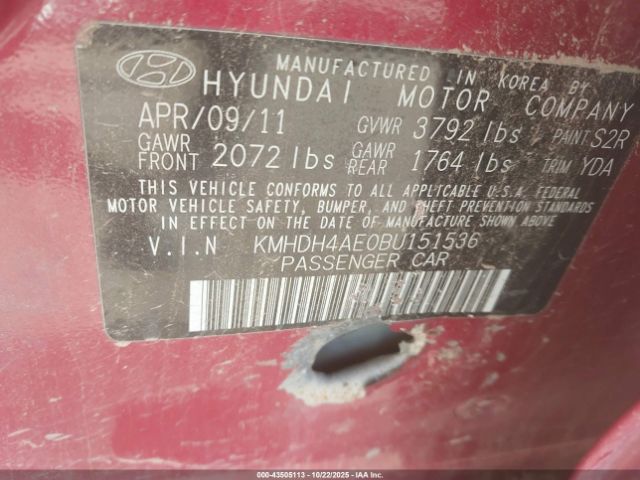 MANUFACTURED IN KOREA BY
HYUNDAI MOTOR COMPANY
APR/09/11 GVWR 3792 lbs PAINT S2R
GAWR FRONT 2072 lbs GAWR REAR 1764 lbs TRIM YDA
THIS VEHICLE CONFORMS TO ALL APPLICABLE U.S.A. FEDERAL
MOTOR VEHICLE SAFETY, BUMPER, AND THEFT PREVENTION STANDARDS
IN EFFECT ON THE DATE OF MANUFACTURE SHOWN ABOVE.
V.I.N KMHDH4AE0BU151536
PASSENGER CAR
000-43505113 - 10/22/2025 - IAAI.COM